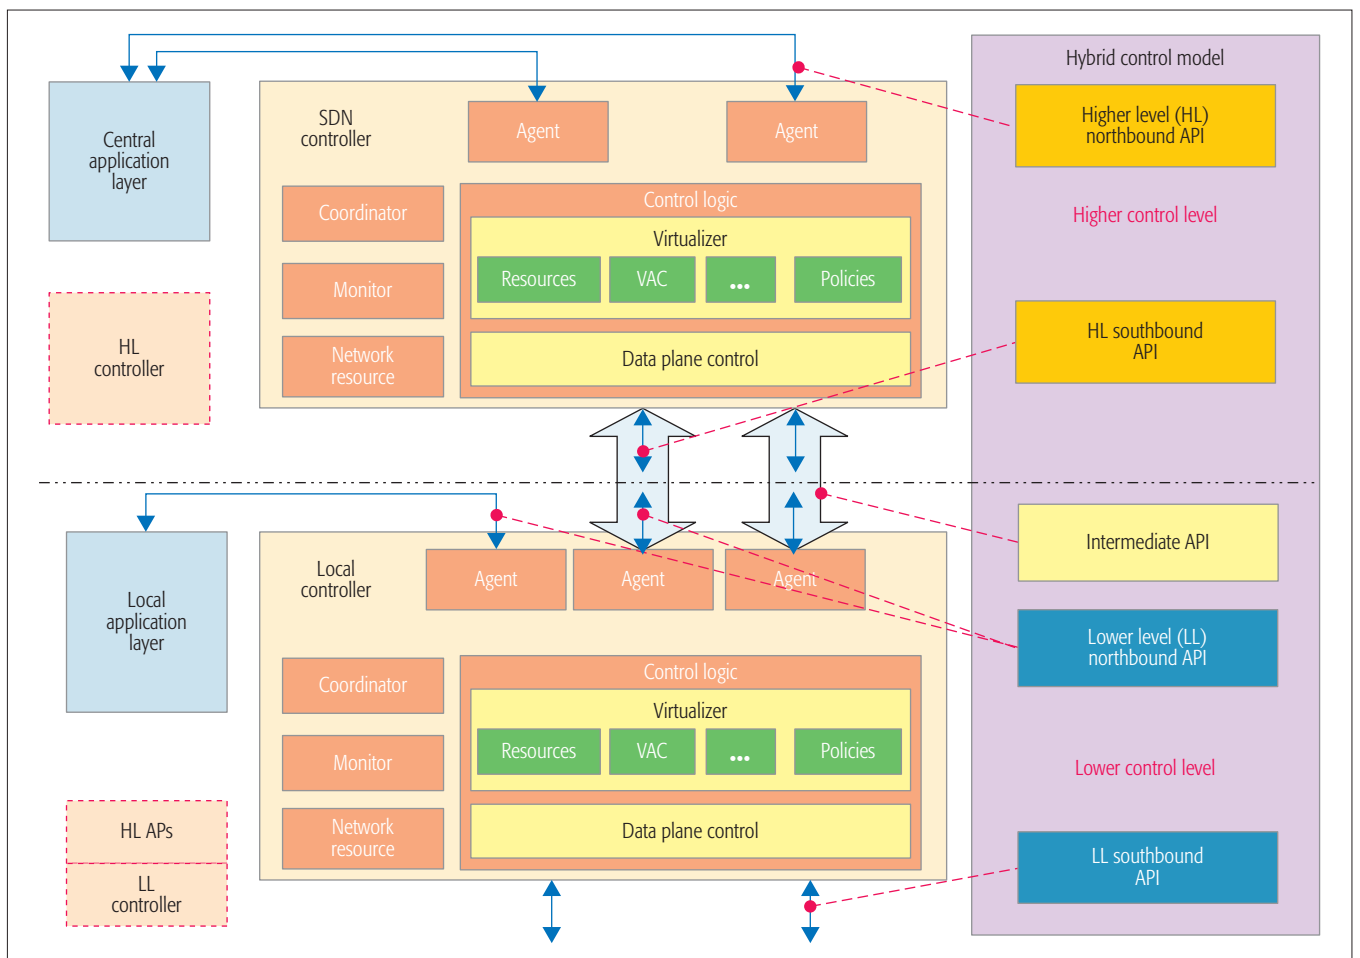 Central
application
layer
HL
controller
SDN
controller
Agent
Agent
Coordinator
Monitor
Network
resource
Control logic
Virtualizer
Resources
VAC
...
Policies
Data plane control
Local
application
layer
HL APs
LL
controller
Local
controller
Agent
Agent
Agent
Coordinator
Monitor
Network
resource
Control logic
Virtualizer
Resources
VAC
...
Policies
Data plane control
Hybrid control model
Higher level (HL)
northbound API
Higher control level
HL southbound
API
Intermediate API
Lower level (LL)
northbound API
Lower control level
LL southbound
API